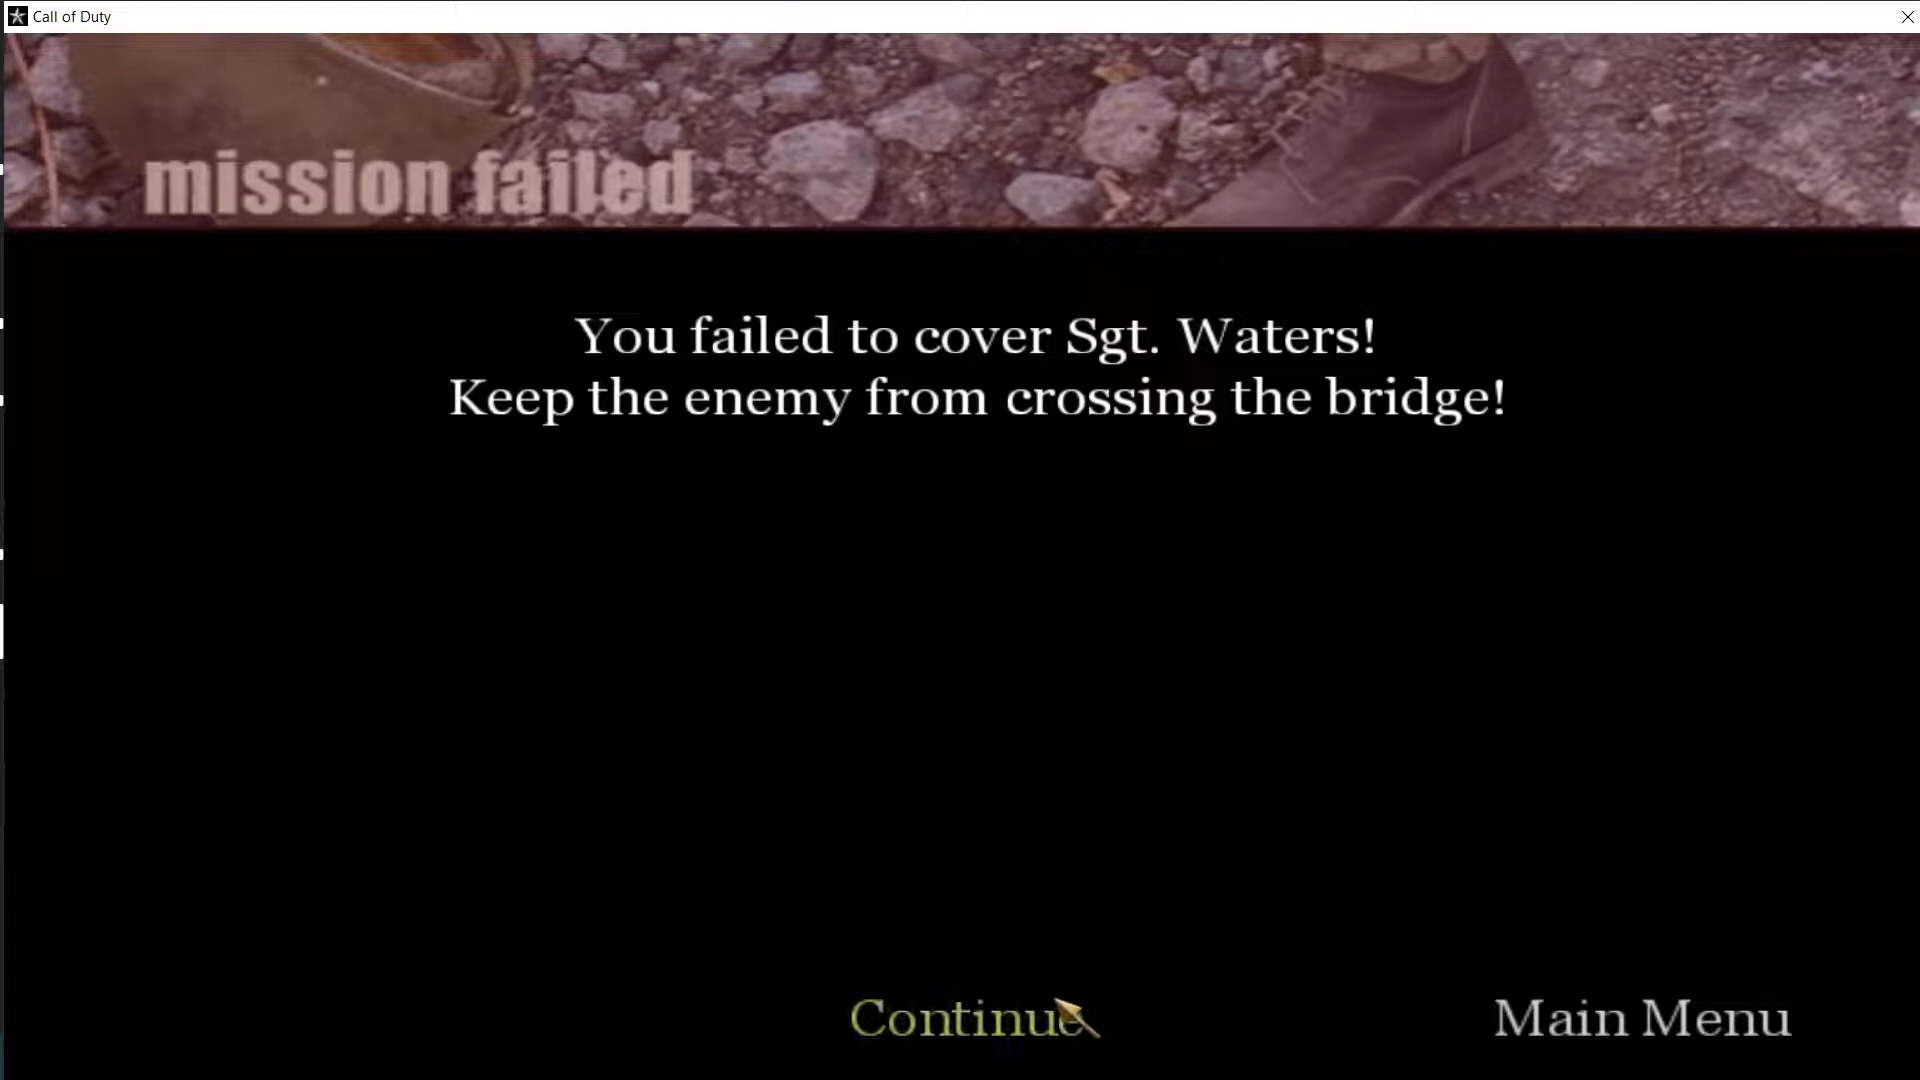 Call of Duty
mission failed
You failed to cover Sgt. Waters!
Keep the enemy from crossing the bridge!
Continue
Main Menu